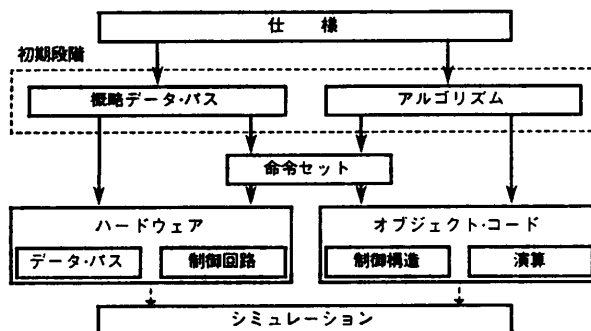 仕 様
初期段階
概略データ・パス
アルゴリズム
命令セット
ハードウェア
オブジェクト・コード
データ・パス
制御回路
制御構造
演算
シミュレーション